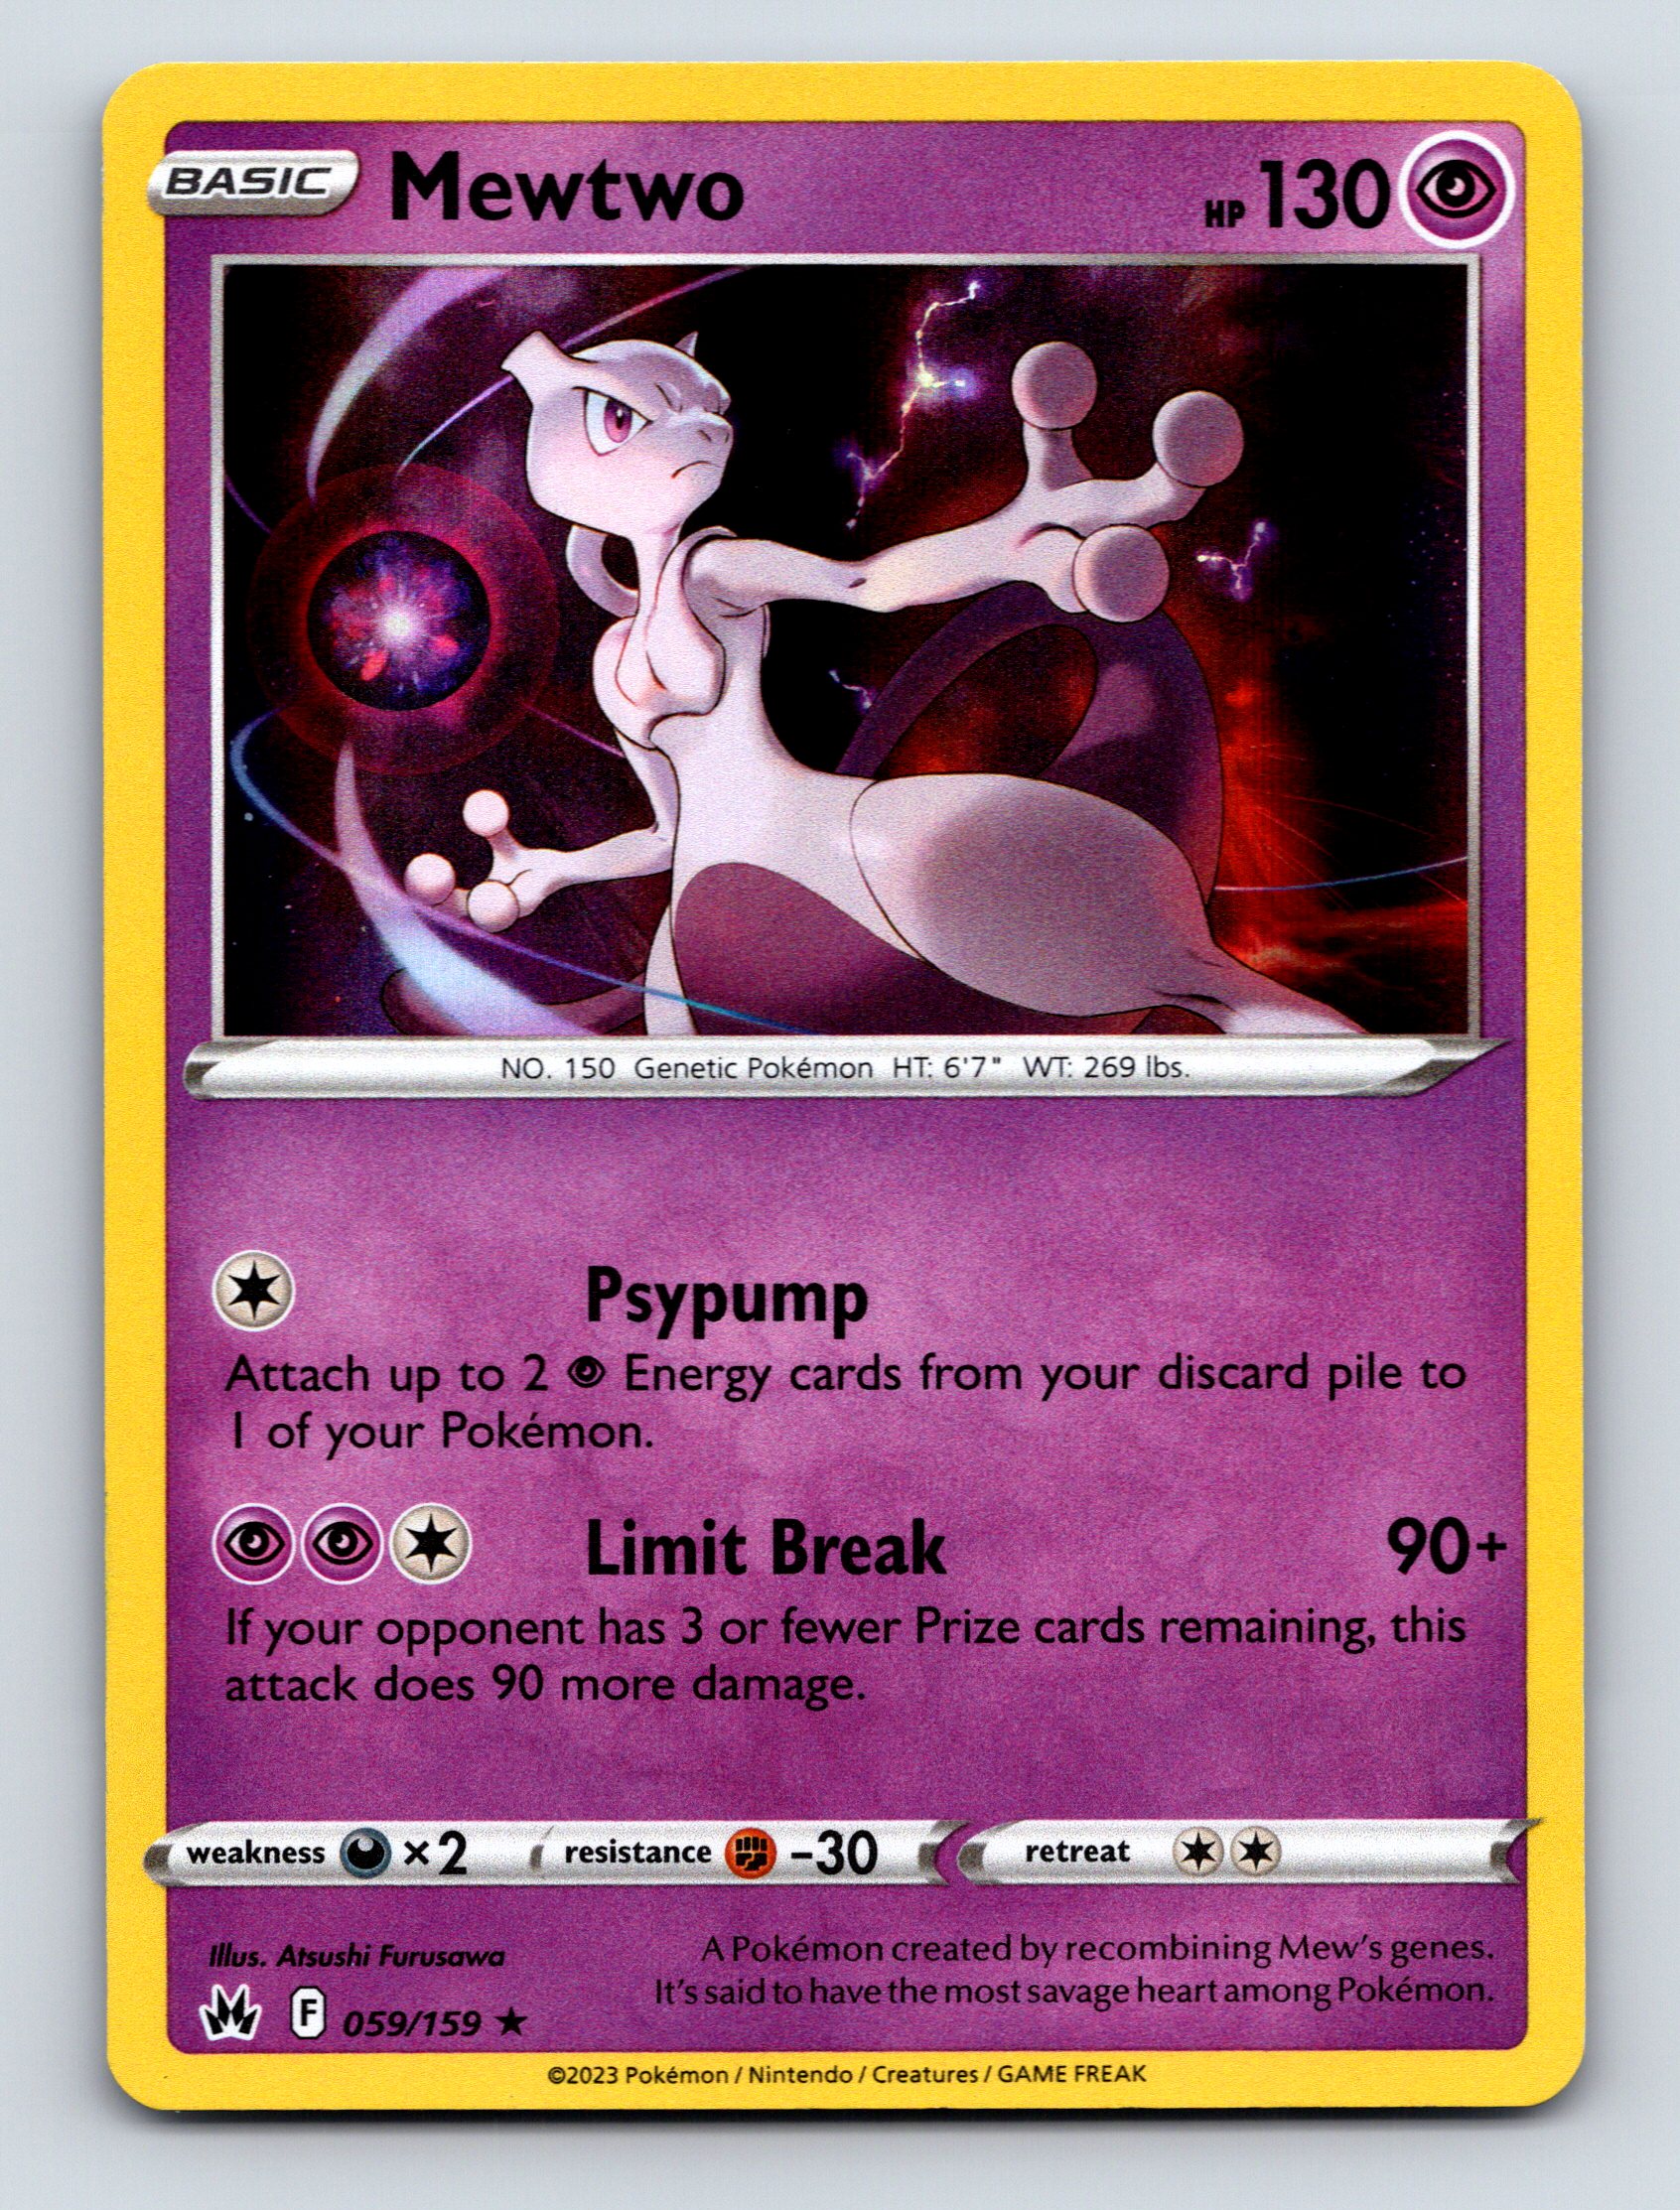 BASIC Mewtwo HP 130
NO. 150 Genetic Pokémon HT: 6'7" WT: 269 lbs.
Psypump
Attach up to 2 Energy cards from your discard pile to
1 of your Pokémon.
Limit Break 90+
If your opponent has 3 or fewer Prize cards remaining, this
attack does 90 more damage.
weakness ×2 resistance -30 retreat
Illus. Atsushi Furusawa
F 059/159 ★
A Pokémon created by recombining Mew's genes.
It's said to have the most savage heart among Pokémon.
©2023 Pokémon / Nintendo / Creatures / GAME FREAK